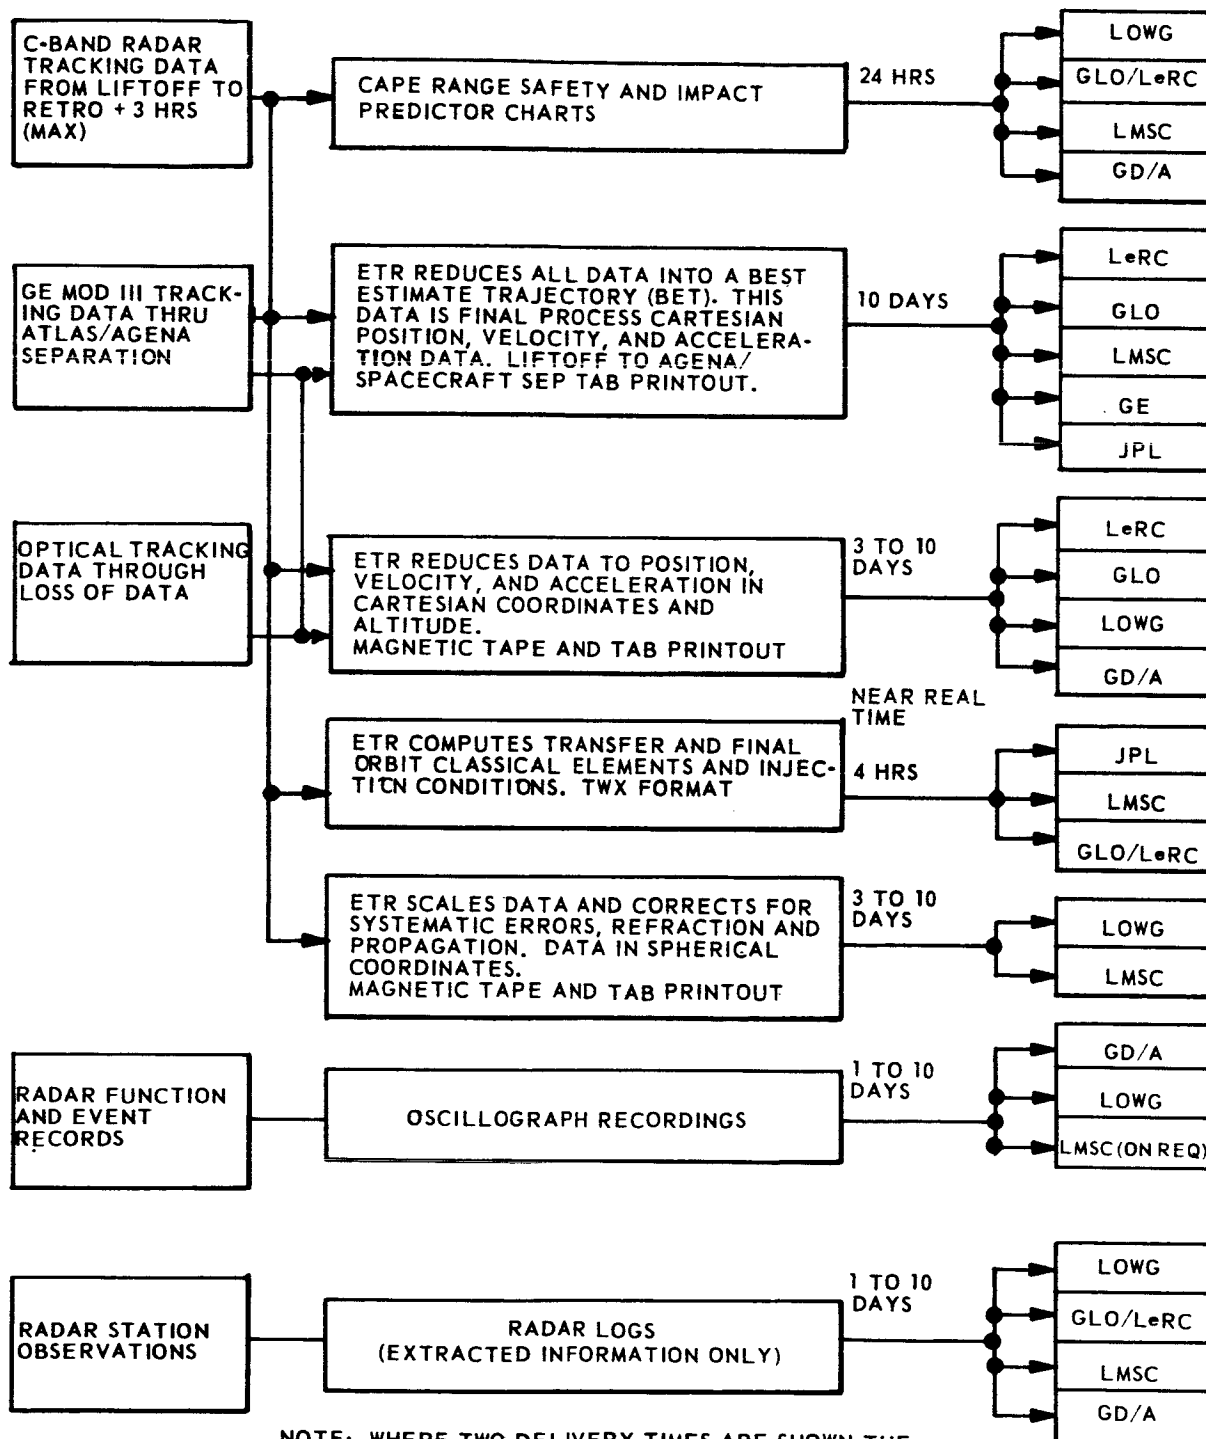 C-BAND RADAR
TRACKING DATA
FROM LIFTOFF TO
RETRO + 3 HRS
(MAX)
CAPE RANGE SAFETY AND IMPACT
PREDICTOR CHARTS
24 HRS
LOWG
GLO/LeRC
LMSC
GD/A
GE MOD III TRACK-
ING DATA THRU
ATLAS/AGENA
SEPARATION
ETR REDUCES ALL DATA INTO A BEST
ESTIMATE TRAJECTORY (BET). THIS
DATA IS FINAL PROCESS CARTESIAN
POSITION, VELOCITY, AND ACCELERA-
TION DATA. LIFTOFF TO AGENA/
SPACECRAFT SEP TAB PRINTOUT.
10 DAYS
LeRC
GLO
LMSC
GE
JPL
OPTICAL TRACKING
DATA THROUGH
LOSS OF DATA
ETR REDUCES DATA TO POSITION,
VELOCITY, AND ACCELERATION IN
CARTESIAN COORDINATES AND
ALTITUDE.
MAGNETIC TAPE AND TAB PRINTOUT
3 TO 10
DAYS
LeRC
GLO
LOWG
GD/A
ETR COMPUTES TRANSFER AND FINAL
ORBIT CLASSICAL ELEMENTS AND INJEC-
TION CONDITIONS. TWX FORMAT
NEAR REAL
TIME
4 HRS
JPL
LMSC
GLO/LeRC
ETR SCALES DATA AND CORRECTS FOR
SYSTEMATIC ERRORS, REFRACTION AND
PROPAGATION. DATA IN SPHERICAL
COORDINATES.
MAGNETIC TAPE AND TAB PRINTOUT
3 TO 10
DAYS
LOWG
LMSC
RADAR FUNCTION
AND EVENT
RECORDS
OSCILLOGRAPH RECORDINGS
1 TO 10
DAYS
GD/A
LOWG
LMSC(ON REQ)
RADAR STATION
OBSERVATIONS
RADAR LOGS
(EXTRACTED INFORMATION ONLY)
1 TO 10
DAYS
LOWG
GLO/LeRC
LMSC
GD/A
NOTE: WHERE TWO DELIVERY TIMES ARE SHOWN THE